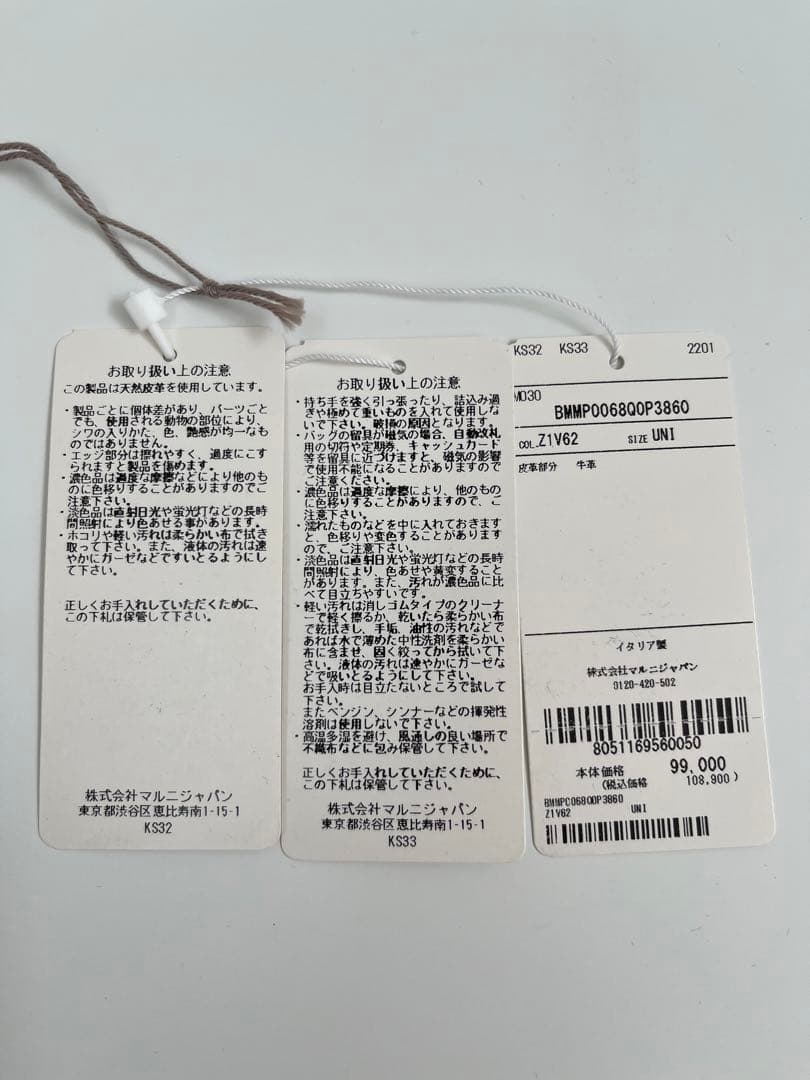 お取り扱い上の注意
この製品は天然皮革を使用しています。
・製品ごとに個体差があり、パーツごと
でも、使用される動物の部位により、
シワの入りかた、色、艶感が均一なも
のではありません。
・エッジ部分は擦れやすく、過度にこす
られますと製品を傷めます。
・濃色品は過度な摩擦などにより他のも
のに色移りすることがありますのでご
注意下さい。
・淡色品は直射日光や蛍光灯などの長時
間照射により色あせる事があります。
・ホコリや軽い汚れは柔らかい布で拭き
取って下さい。また、液体の汚れは速
やかにガーゼなどですいとるようにし
て下さい。
正しくお手入れしていただくために、
この下札は保管して下さい。
株式会社マルニジャパン
東京都渋谷区恵比寿南1-15-1
KS32
お取り扱い上の注意
・持ち手を強く引っ張ったり、詰込み過
ぎや極めて重いものを入れて使用しな
いで下さい。破損の原因となります。
・バッグの留具が磁気の場合、自動改札
用の切符や定期券、キャッシュカード
等を留具に近づけますと、磁気の影響
で使用不能になることがありますので
ご注意ください。
・濃色品は過度な摩擦により、他のもの
に色移りすることがありますので、ご
注意下さい。
・濡れたものなどを中に入れておきます
と、色移りや変色することがあります
ので、ご注意下さい。
・淡色品は直射日光や蛍光灯などの長時
間照射により、色あせや黄変すること
があります。また、汚れが濃色品に比
べて目立ちやすいです。
・軽い汚れは消しゴムタイプのクリーナ
ーで軽く擦るか、乾いたら柔らかい布
で乾拭きし、手垢、油性の汚れなどで
あれば水で薄めた中性洗剤を柔らかい
布に含ませ、固く絞ってから拭いて下
さい。液体の汚れは速やかにガーゼな
どで吸いとるようにして下さい。
お手入時は目立たないところで試して
下さい。
またベンジン、シンナーなどの揮発性
溶剤は使用しないで下さい。
・高温多湿を避け、風通しの良い場所で
不織布などに包み保管して下さい。
正しくお手入れしていただくために、
この下札は保管して下さい。
株式会社マルニジャパン
東京都渋谷区恵比寿南1-15-1
KS33
KS32 KS33 2201
M030
BMMP0068Q0P3860
COL.Z1V62 SIZE UNI
皮革部分 牛革
イタリア製
株式会社マルニジャパン
0120-420-502
8051169560050
本体価格 99,000
(税込価格 108,900)
BMMP0068Q0P3860
Z1V62 UNI